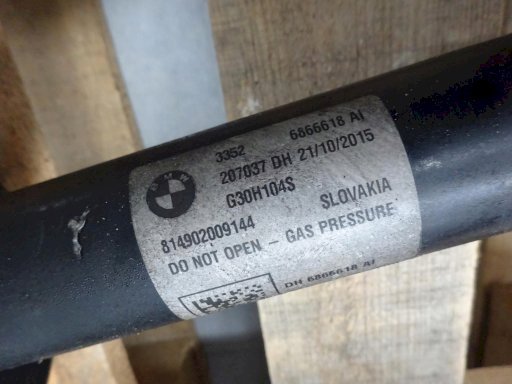 3352 6866618 AI
207037 DH 21/10/2015
G30H104S
814902009144 SLOVAKIA
DO NOT OPEN - GAS PRESSURE
DH 6866618 AI
BMW